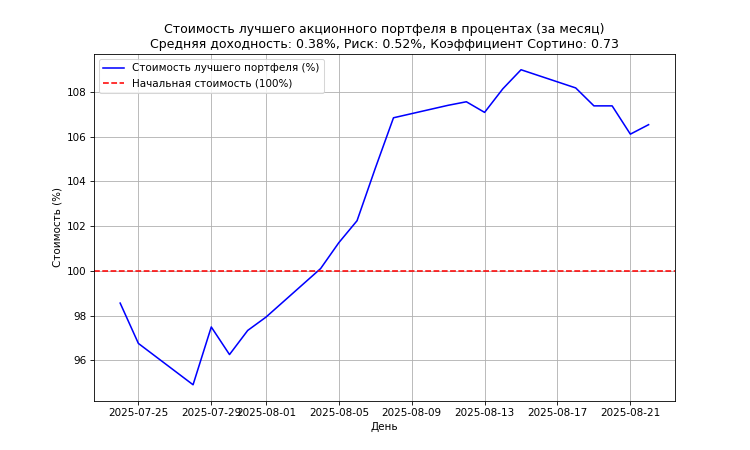 Стоимость лучшего акционного портфеля в процентах (за месяц)
Средняя доходность: 0.38%, Риск: 0.52%, Коэффициент Сортино: 0.73
Стоимость лучшего портфеля (%)
Начальная стоимость (100%)
Стоимость (%)
108
106
104
102
100
98
96
2025-07-25 2025-07-29 2025-08-01 2025-08-05 2025-08-09 2025-08-13 2025-08-17 2025-08-21
День